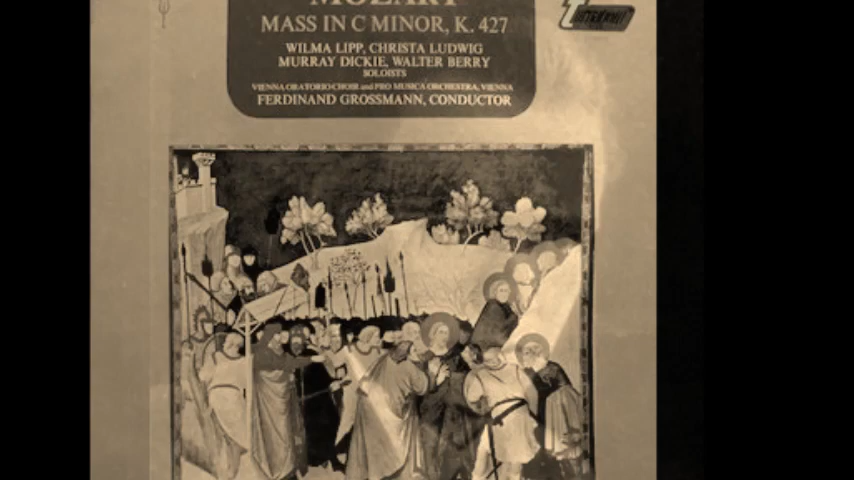 MOZART
MASS IN C MINOR, K. 427
WILMA LIPP, CHRISTA LUDWIG
MURRAY DICKIE, WALTER BERRY
SOLOISTS
VIENNA ORATORIO CHOIR and PRO MUSICA ORCHESTRA, VIENNA
FERDINAND GROSSMANN, CONDUCTOR